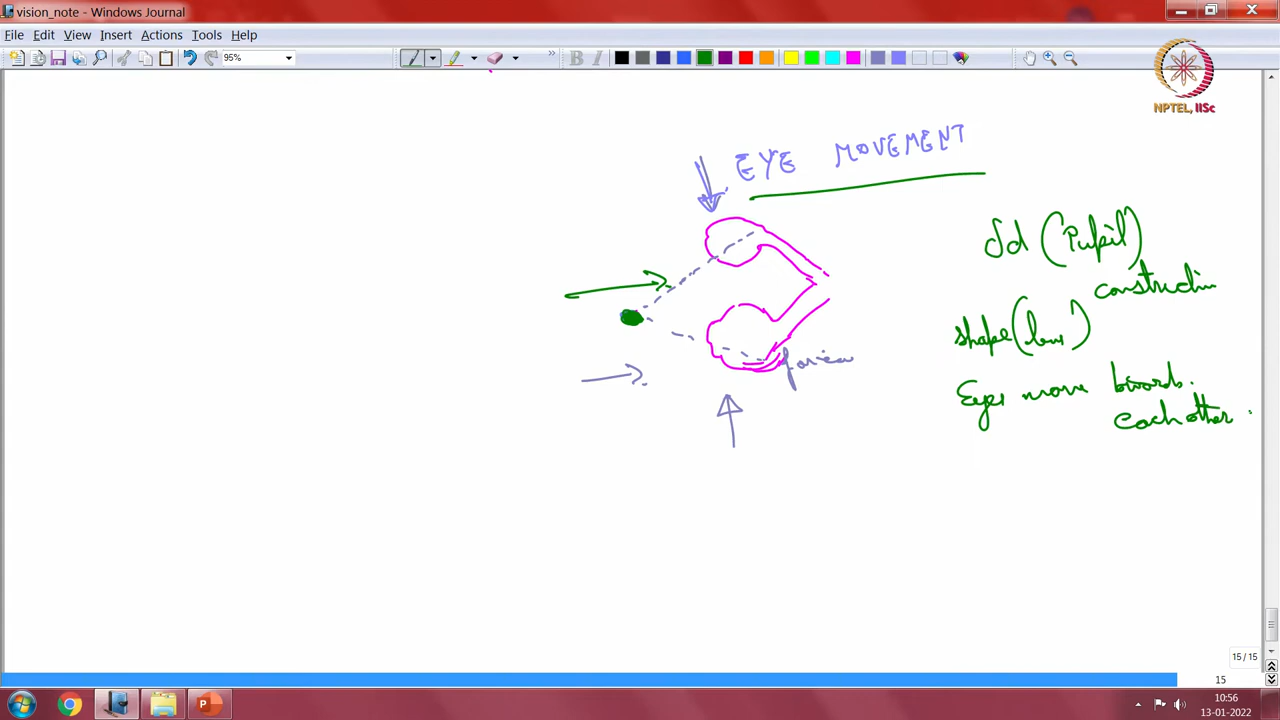 vision_note - Windows Journal
File Edit View Insert Actions Tools Help
95%
B I
NPTEL, IISc
EYE MOVEMENT
(Pupil)
shape (lens)
fovea
Eyes move towards
each other
15 / 15
15
10:56
13-01-2022